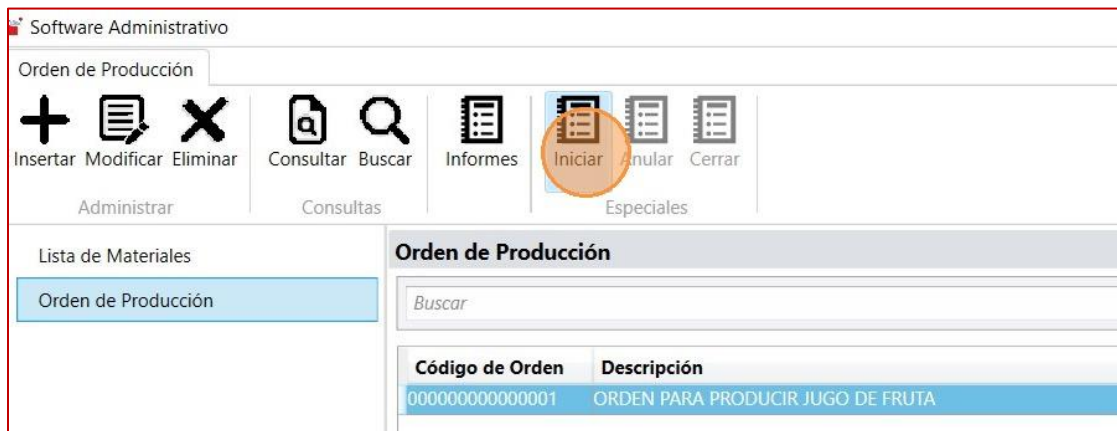 Software Administrativo
Orden de Producción
Insertar Modificar Eliminar Consultar Buscar Informes Iniciar Anular Cerrar
Administrar Consultas Especiales
Lista de Materiales
Orden de Producción
Orden de Producción
Buscar
Código de Orden Descripción
000000000000001 ORDEN PARA PRODUCIR JUGO DE FRUTA